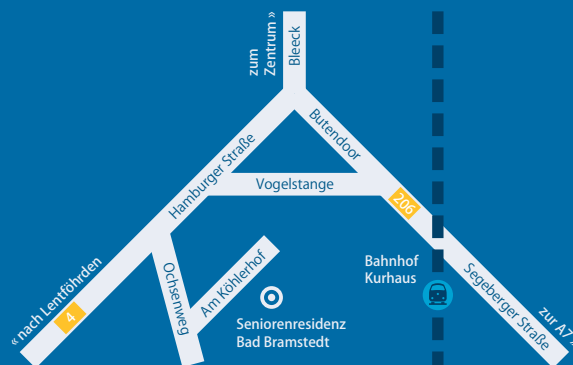 zum
Zentrum »
Bleeck
Butendoor
Hamburger Straße
Vogelstange
206
« nach Lentföhrden
4
Ochsenweg
Am Köhlerhof
Bahnhof
Kurhaus
Segeberger Straße
zur A7 »
Seniorenresidenz
Bad Bramstedt